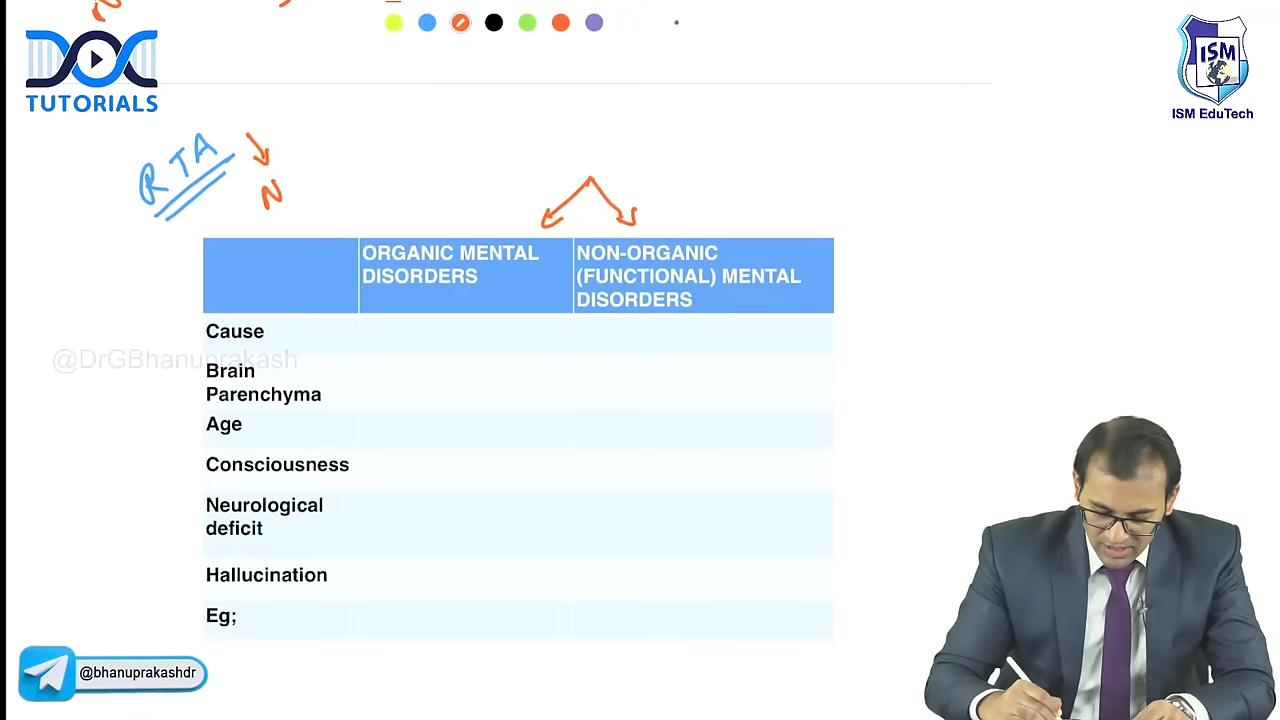 TUTORIALS
ISM
ISM EduTech
RTA
N
ORGANIC MENTAL
DISORDERS
NON-ORGANIC
(FUNCTIONAL) MENTAL
DISORDERS
Cause
@DrGBhanuprakash
Brain
Parenchyma
Age
Consciousness
Neurological
deficit
Hallucination
Eg;
@bhanuprakashdr